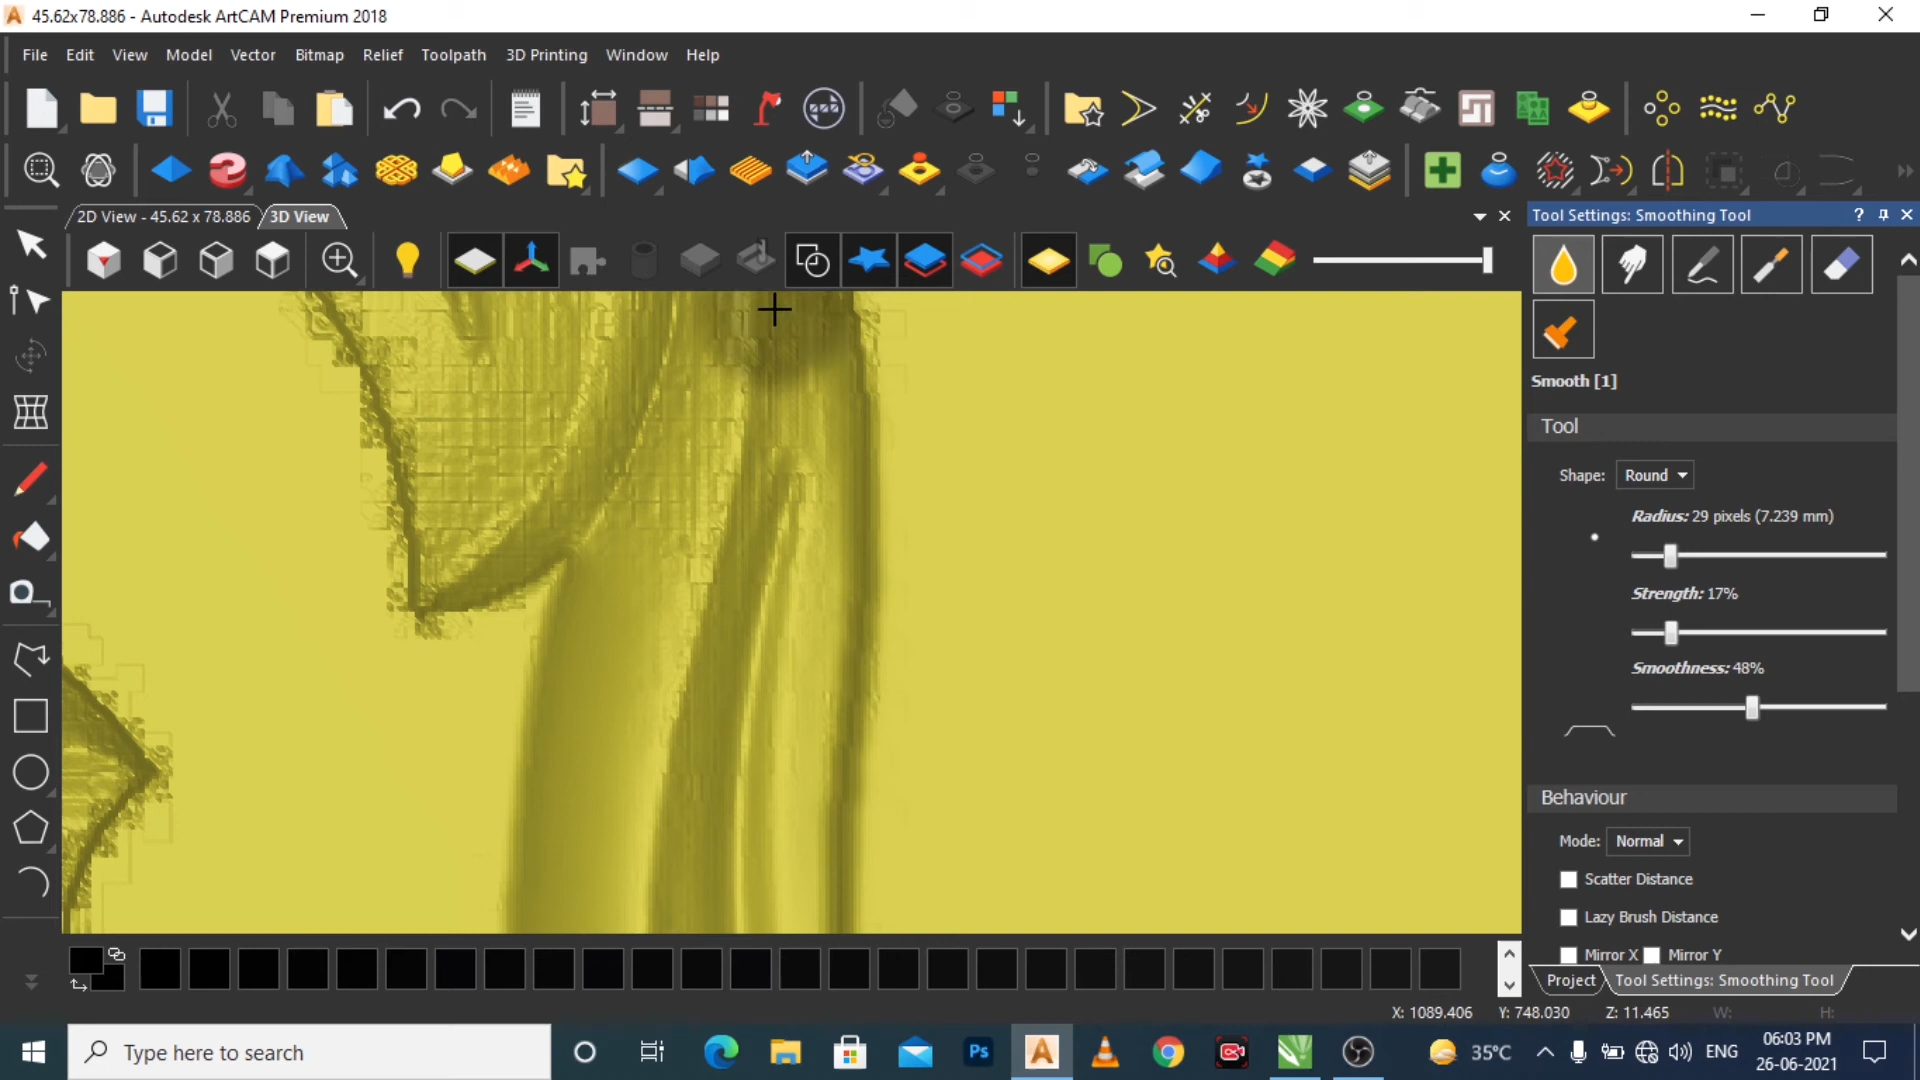 45.62x78.886 - Autodesk ArtCAM Premium 2018
File Edit View Model Vector Bitmap Relief Toolpath 3D Printing Window Help
2D View - 45.62 x 78.886 3D View
Tool Settings: Smoothing Tool
Smooth [1]
Tool
Shape: Round
Radius: 29 pixels (7.239 mm)
Strength: 17%
Smoothness: 48%
Behaviour
Mode: Normal
Scatter Distance
Lazy Brush Distance
Mirror X Mirror Y
Project Tool Settings: Smoothing Tool
X: 1089.406 Y: 748.030 Z: 11.465 W: H:
Type here to search
Ps
35°C
ENG
06:03 PM
26-06-2021